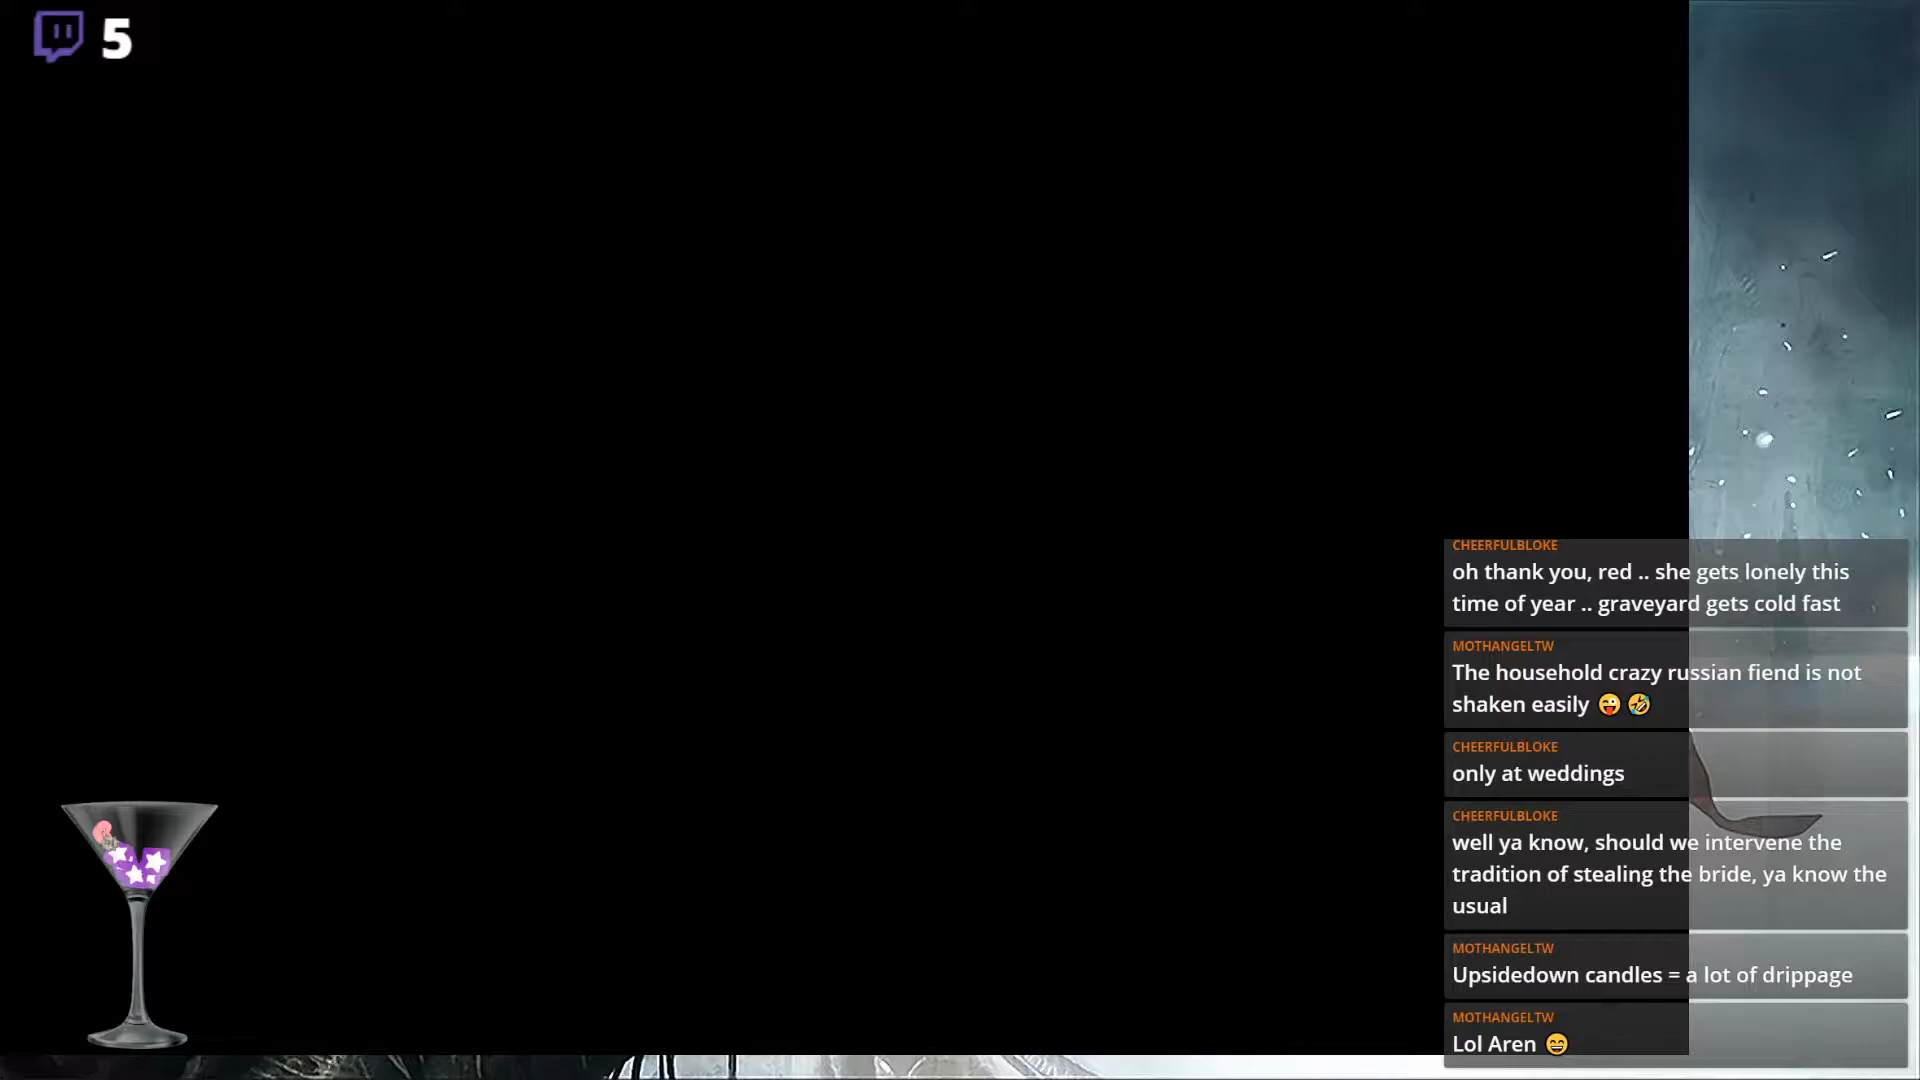 5
CHEERFULBLOKE
oh thank you, red .. she gets lonely this
time of year .. graveyard gets cold fast
MOTHANGELTW
The household crazy russian fiend is not
shaken easily 😜 🤣
CHEERFULBLOKE
only at weddings
CHEERFULBLOKE
well ya know, should we intervene the
tradition of stealing the bride, ya know the
usual
MOTHANGELTW
Upsidedown candles = a lot of drippage
MOTHANGELTW
Lol Aren 😄